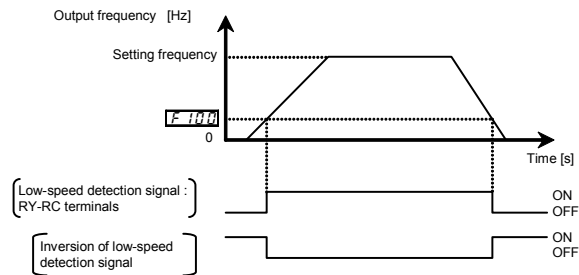 Output frequency [Hz]
Setting frequency
F100
0
Time [s]
Low-speed detection signal :
RY-RC terminals
ON
OFF
Inversion of low-speed
detection signal
ON
OFF